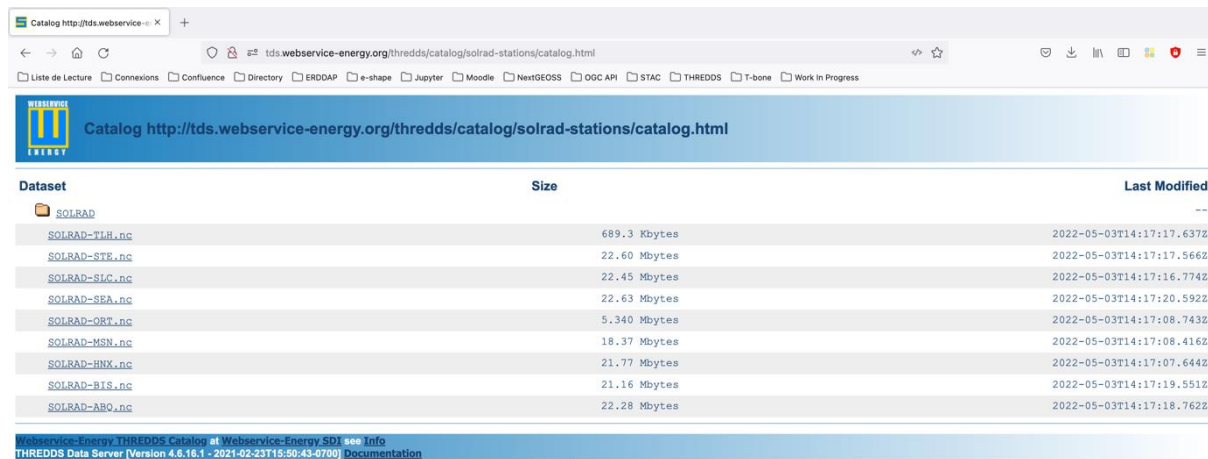 Catalog http://tds.webservice-e
tds.webservice-energy.org/thredds/catalog/solrad-stations/catalog.html
Liste de Lecture Connexions Confluence Directory ERDDAP e-shape Jupyter Moodle NextGEOSS OGC API STAC THREDDS T-bone Work In Progress
WEBSERVICE
ENERGY
Catalog http://tds.webservice-energy.org/thredds/catalog/solrad-stations/catalog.html
Dataset Size Last Modified
SOLRAD --
SOLRAD-TLH.nc 689.3 Kbytes 2022-05-03T14:17:17.637Z
SOLRAD-STE.nc 22.60 Mbytes 2022-05-03T14:17:17.566Z
SOLRAD-SLC.nc 22.45 Mbytes 2022-05-03T14:17:16.774Z
SOLRAD-SEA.nc 22.63 Mbytes 2022-05-03T14:17:20.592Z
SOLRAD-ORT.nc 5.340 Mbytes 2022-05-03T14:17:08.743Z
SOLRAD-MSN.nc 18.37 Mbytes 2022-05-03T14:17:08.416Z
SOLRAD-HNX.nc 21.77 Mbytes 2022-05-03T14:17:07.644Z
SOLRAD-BIS.nc 21.16 Mbytes 2022-05-03T14:17:19.551Z
SOLRAD-ABQ.nc 22.28 Mbytes 2022-05-03T14:17:18.762Z
Webservice-Energy THREDDS Catalog at Webservice-Energy SDI see Info
THREDDS Data Server [Version 4.6.16.1 - 2021-02-23T15:50:43-0700] Documentation